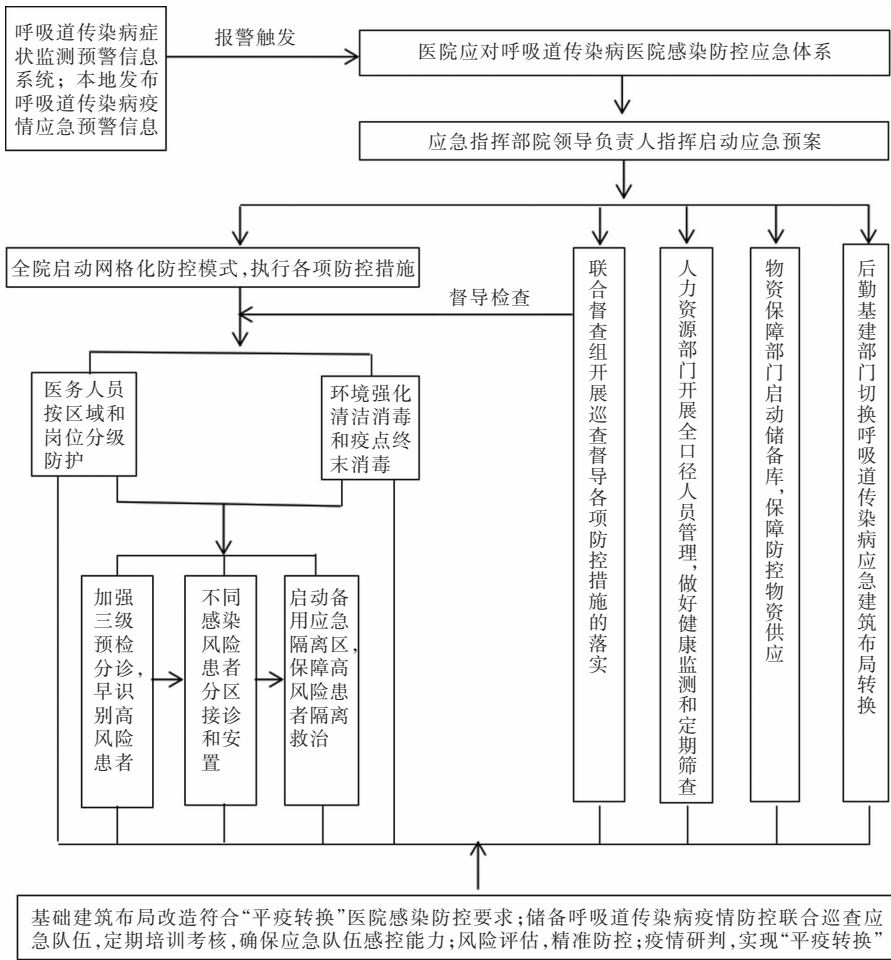 呼吸道传染病症
状监测预警信息
系统；本地发布
呼吸道传染病疫
情应急预警信息
报警触发
医院应对呼吸道传染病医院感染防控应急体系
应急指挥部院领导负责人指挥启动应急预案
全院启动网格化防控模式，执行各项防控措施
督导检查
医务人员
按区域和
岗位分级
防护
环境强化
清洁消毒
和疫点终
末消毒
加强
三级
预检
分诊，
早识
别高
风险
患者
不同
感染
风险
患者
分区
接诊
和安
置
启动备
用应急
隔离区，
保障高
风险患
者隔离
救治
联合督查组开展巡查督导各项防控措施的落实
人力资源部门开展全口径人员管理，做好健康监测和定期筛查
物资保障部门启动储备库，保障防控物资供应
后勤基建部门切换呼吸道传染病应急建筑布局转换
基础建筑布局改造符合“平疫转换”医院感染防控要求；储备呼吸道传染病疫情防控联合巡查应
急队伍，定期培训考核，确保应急队伍感控能力；风险评估，精准防控；疫情研判，实现“平疫转换”